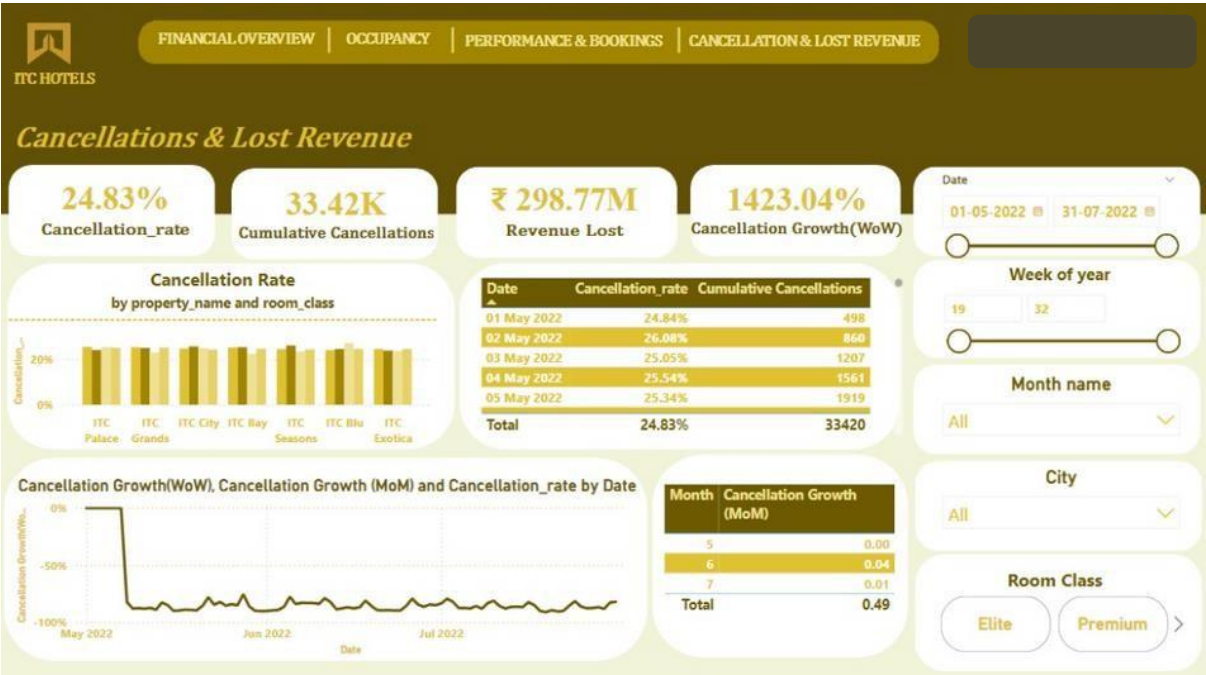 FINANCIAL OVERVIEW | OCCUPANCY | PERFORMANCE & BOOKINGS | CANCELLATION & LOST REVENUE
ITC HOTELS
Cancellations & Lost Revenue
24.83%
Cancellation_rate
33.42K
Cumulative Cancellations
₹ 298.77M
Revenue Lost
1423.04%
Cancellation Growth(WoW)
Date
01-05-2022 31-07-2022
Week of year
19 32
Month name
All
City
All
Room Class
Elite Premium
Cancellation Rate
by property_name and room_class
Cancellation_...
20%
0%
ITC Palace ITC Grands ITC City ITC Bay ITC Seasons ITC Blu ITC Exotica
Date Cancellation_rate Cumulative Cancellations
01 May 2022 24.84% 498
02 May 2022 26.08% 860
03 May 2022 25.05% 1207
04 May 2022 25.54% 1561
05 May 2022 25.34% 1919
Total 24.83% 33420
Cancellation Growth(WoW), Cancellation Growth (MoM) and Cancellation_rate by Date
Cancellation Growth(Wo...
0%
-50%
-100%
May 2022 Jun 2022 Jul 2022
Date
Month Cancellation Growth
(MoM)
5 0.00
6 0.04
7 0.01
Total 0.49